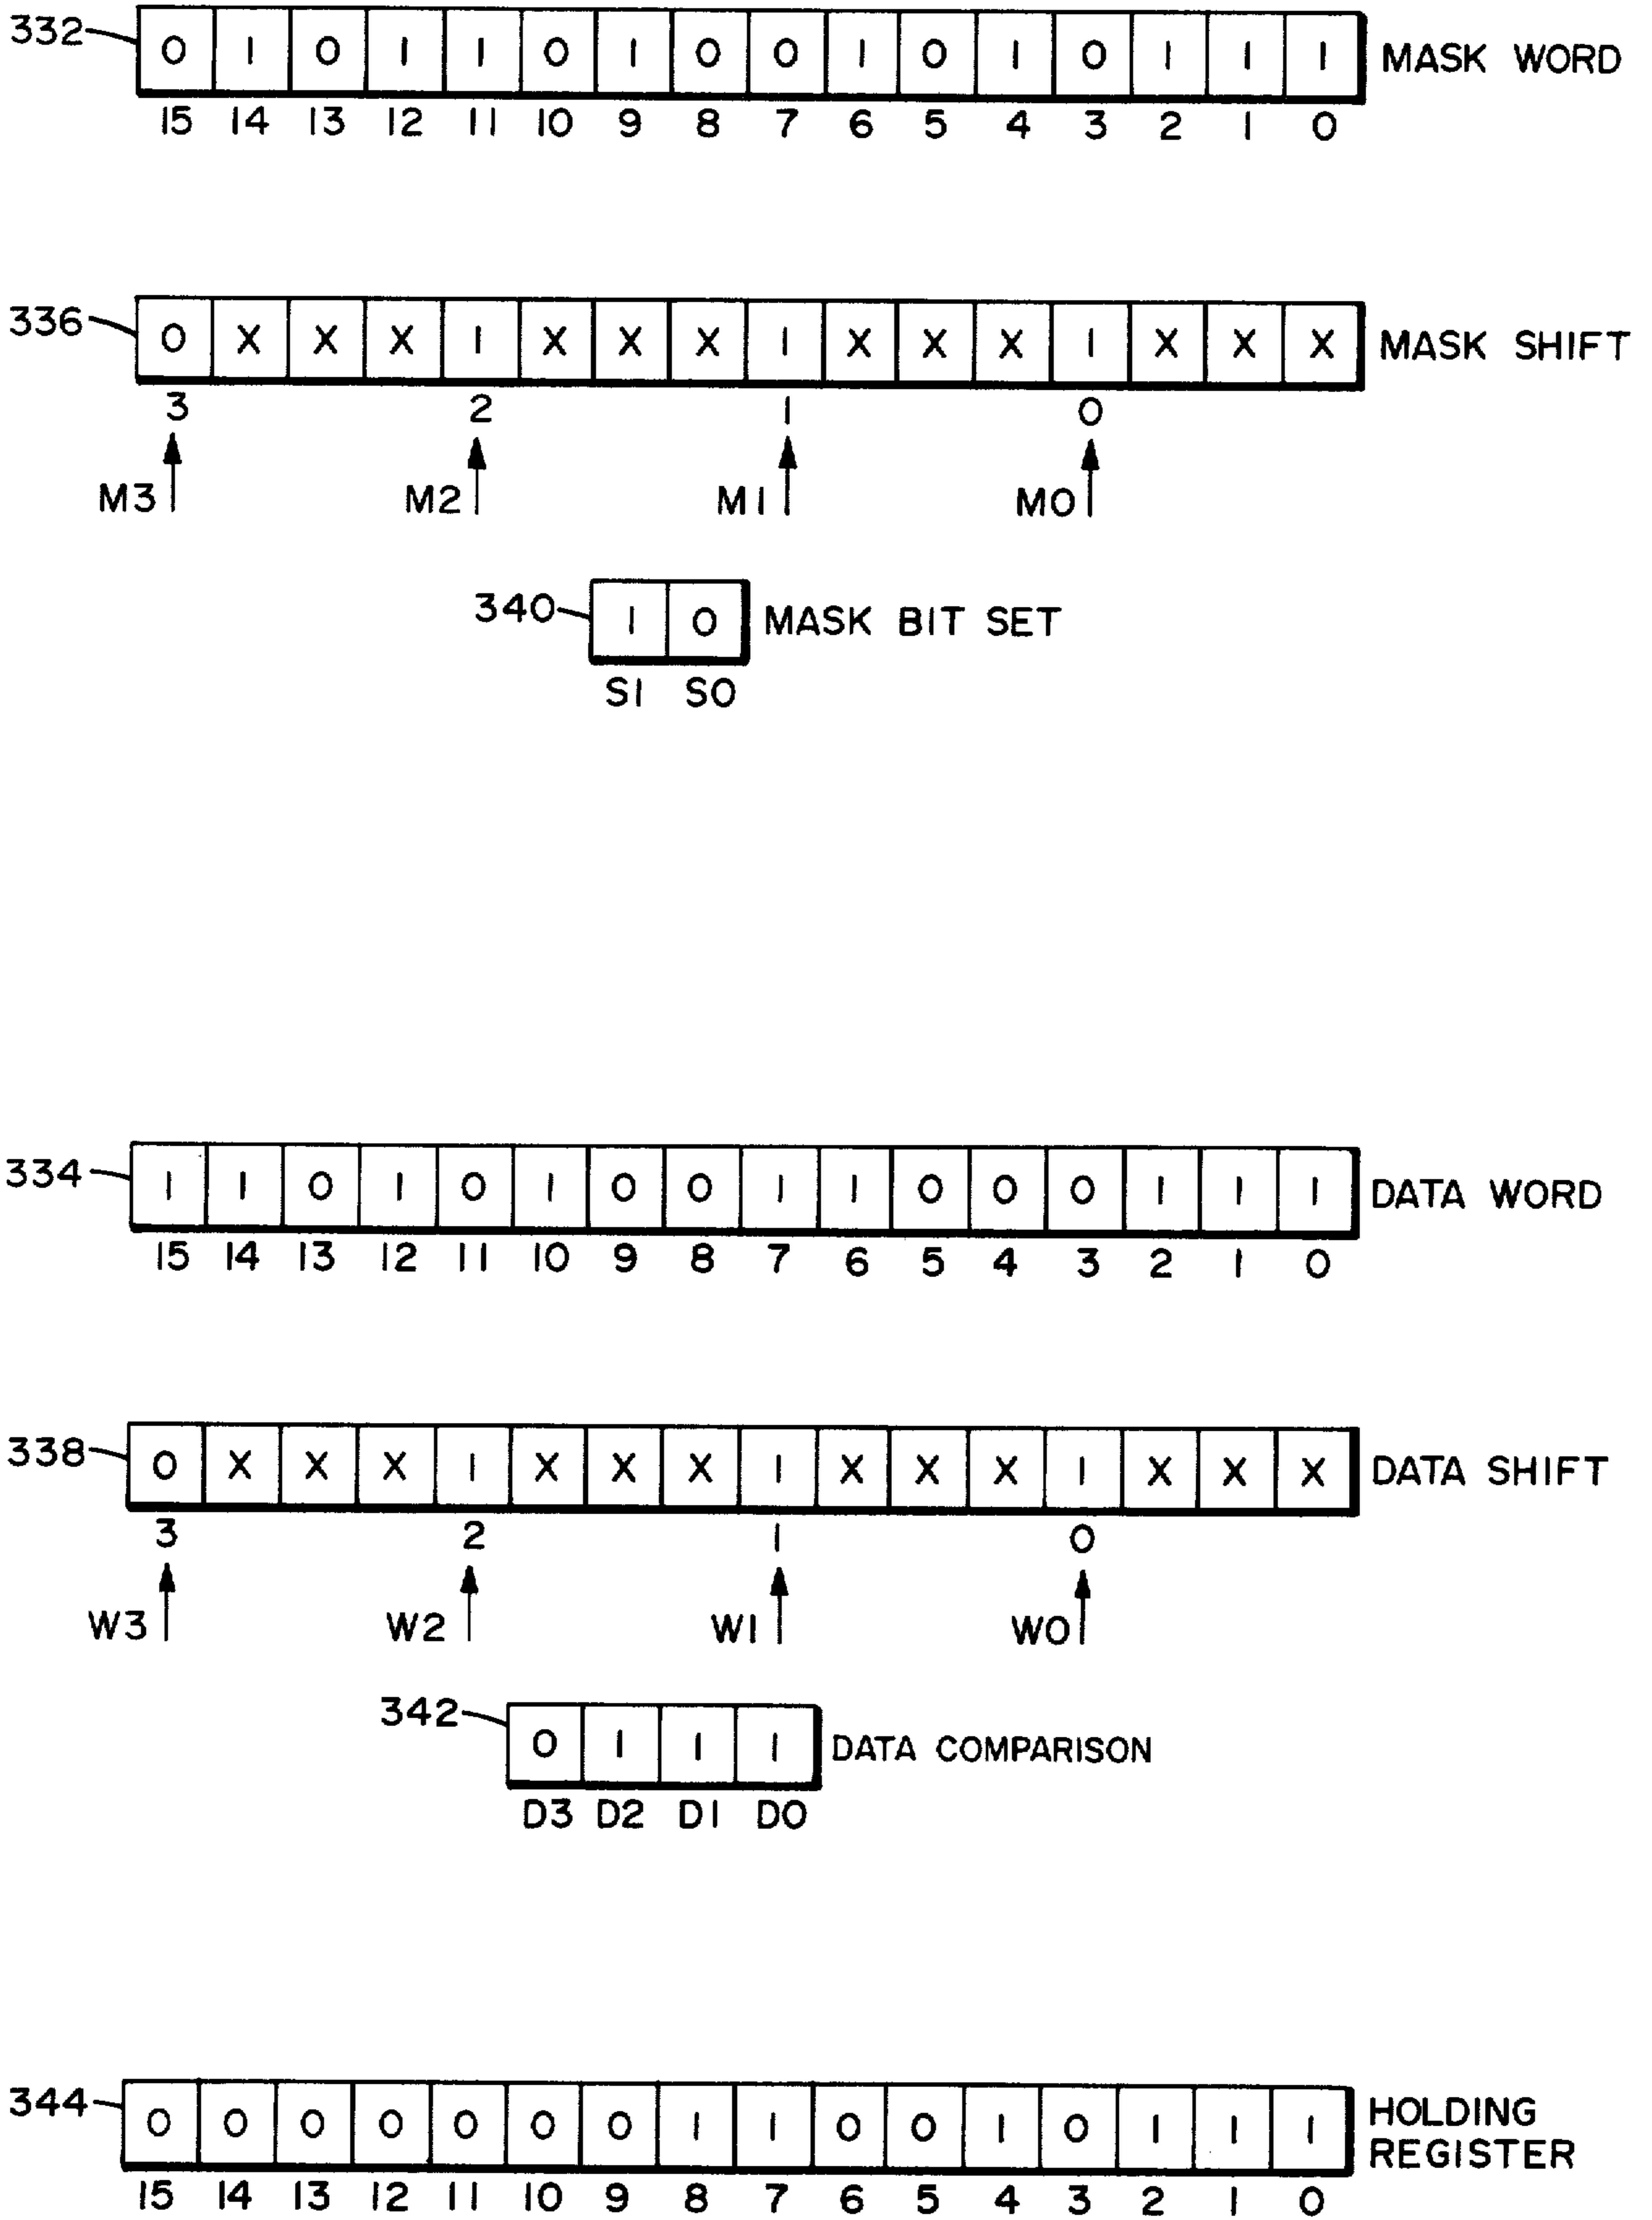 332 0 1 0 1 1 0 1 0 0 1 0 1 0 1 1 1 MASK WORD
15 14 13 12 11 10 9 8 7 6 5 4 3 2 1 0
336 0 X X X 1 X X X 1 X X X 1 X X X MASK SHIFT
3 2 1 0
M3 M2 M1 M0
340 1 0 MASK BIT SET
S1 S0
334 1 1 0 1 0 1 0 0 1 1 0 0 0 1 1 1 DATA WORD
15 14 13 12 11 10 9 8 7 6 5 4 3 2 1 0
338 0 X X X 1 X X X 1 X X X 1 X X X DATA SHIFT
3 2 1 0
W3 W2 W1 W0
342 0 1 1 1 DATA COMPARISON
D3 D2 D1 D0
344 0 0 0 0 0 0 0 1 1 0 0 1 0 1 1 1 HOLDING
REGISTER
15 14 13 12 11 10 9 8 7 6 5 4 3 2 1 0